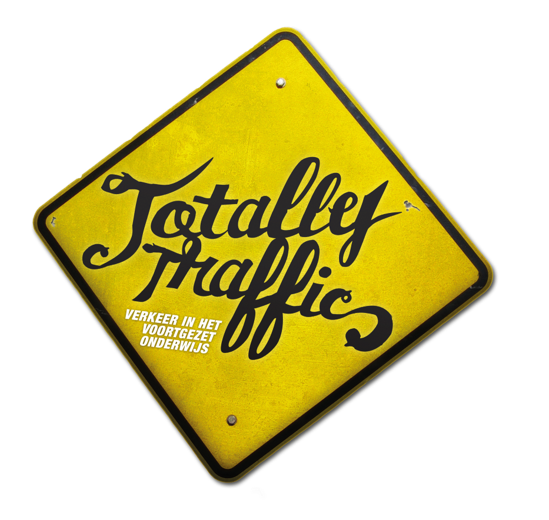 Totally
Traffic
VERKEER IN HET
VOORTGEZET
ONDERWIJS